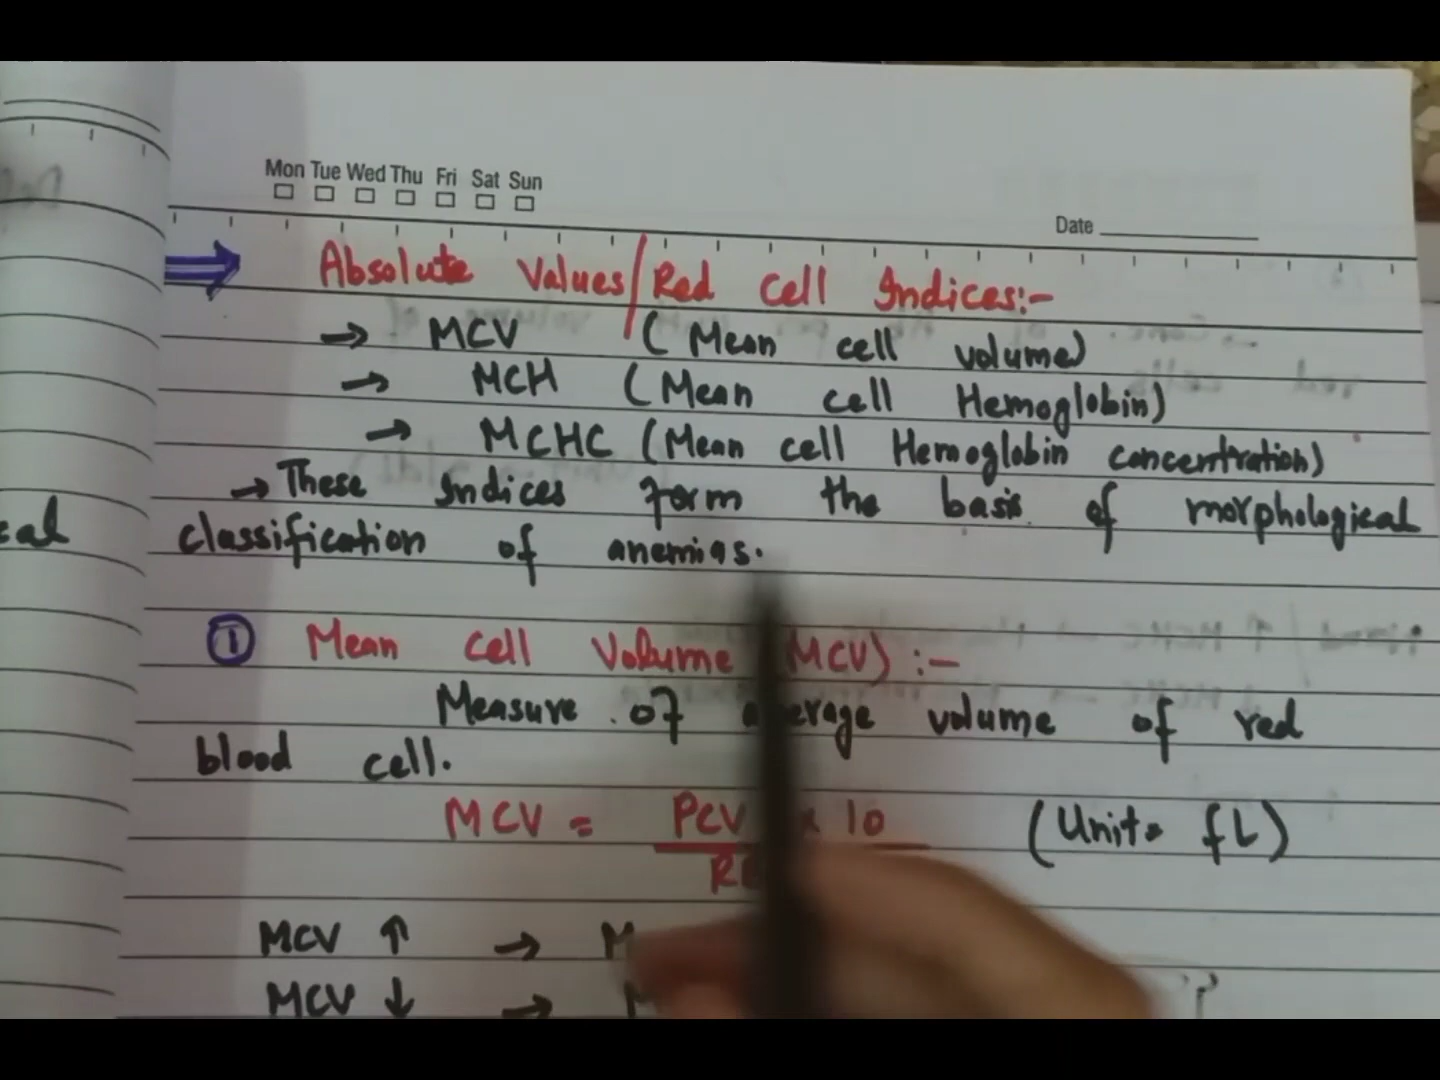 Mon Tue Wed Thu Fri Sat Sun
Date
Absolute Values/Red Cell Indices:-
→ MCV (Mean cell volume)
→ MCH (Mean cell Hemoglobin)
→ MCHC (Mean cell Hemoglobin concentration)
→ These Indices form the basis of morphological
cal
classification of anemias.
① Mean Cell Volume (MCV) :-
Measure of average volume of red
blood cell.
MCV = PCV × 10 (Unit= fL)
MCV ↑ →
MCV ↓ →